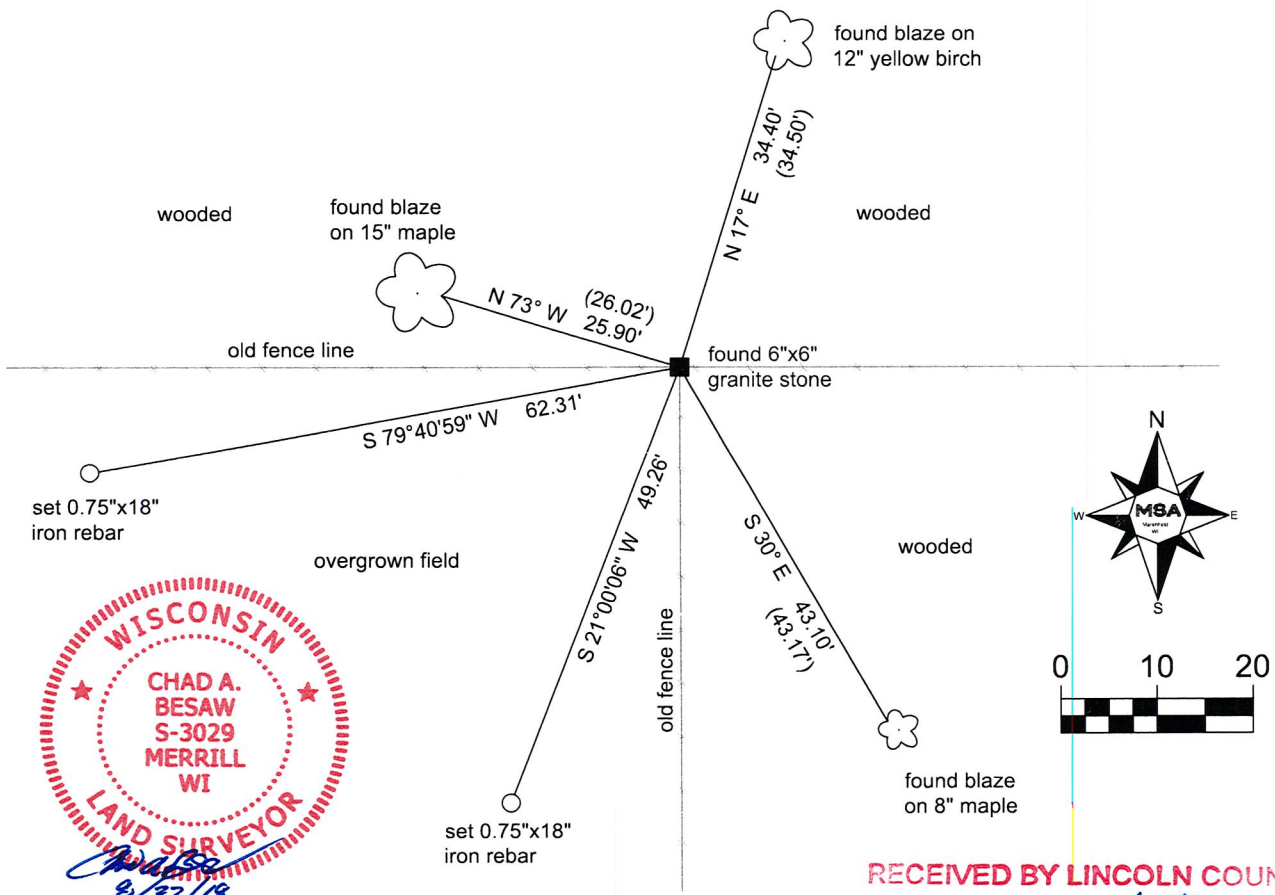 found blaze on
12" yellow birch
34.40'
N 17° E (34.50')
wooded
found blaze
on 15" maple
wooded
N 73° W (26.02')
25.90'
old fence line
found 6"x6"
granite stone
S 79°40'59" W 62.31'
set 0.75"x18"
iron rebar
overgrown field
S 21°00'06" W 49.26'
old fence line
S 30° E 43.10'
(43.17')
wooded
N
W
MSA
Marshfield
WI
E
S
0 10 20
found blaze
on 8" maple
set 0.75"x18"
iron rebar
WISCONSIN
CHAD A.
BESAW
S-3029
MERRILL
WI
LAND SURVEYOR
RECEIVED BY LINCOLN COUN